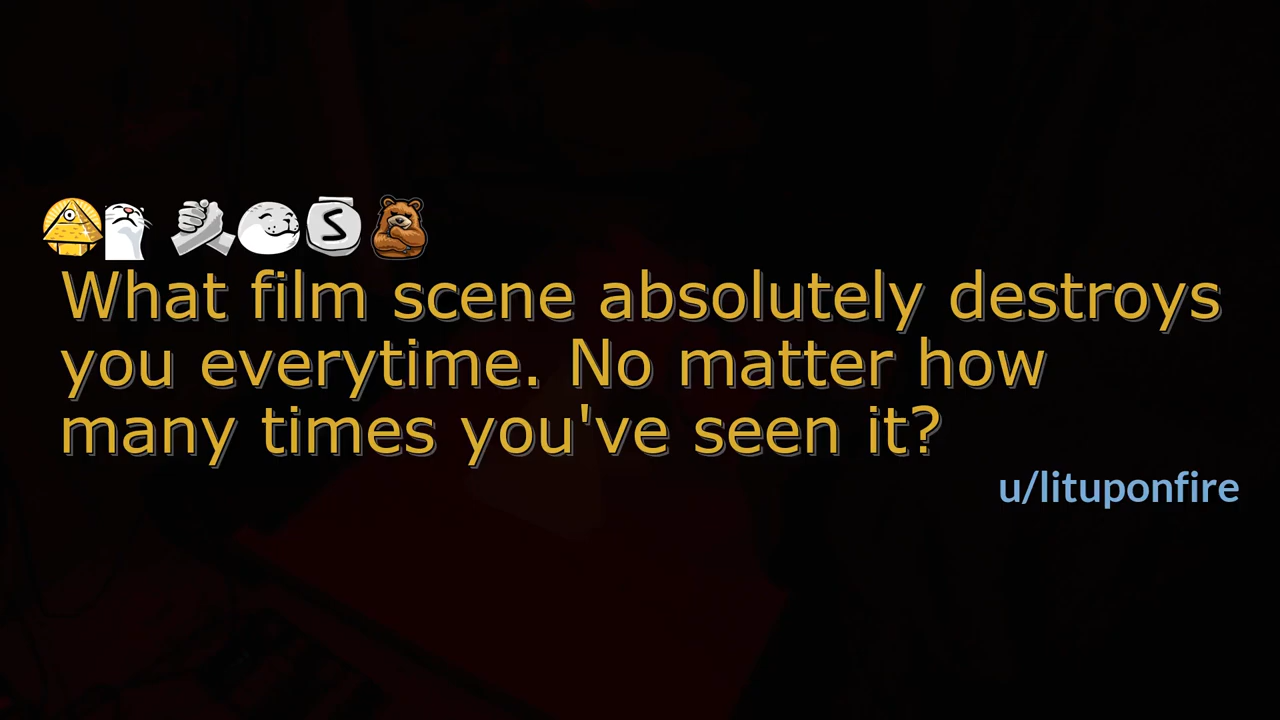 What film scene absolutely destroys
you everytime. No matter how
many times you've seen it?
u/lituponfire